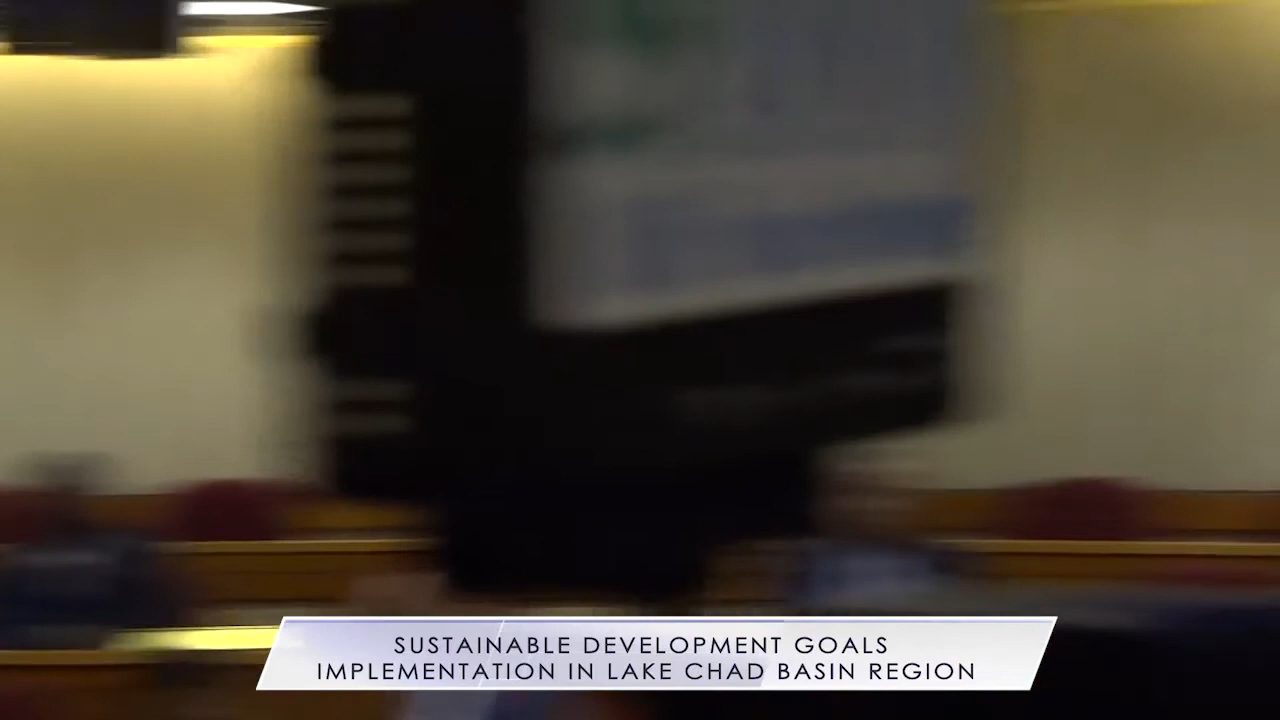 SUSTAINABLE DEVELOPMENT GOALS
IMPLEMENTATION IN LAKE CHAD BASIN REGION